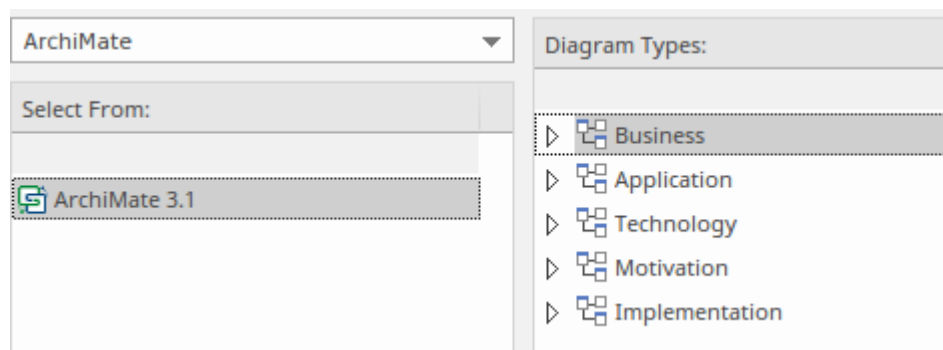 ArchiMate
Select From:
ArchiMate 3.1
Diagram Types:
Business
Application
Technology
Motivation
Implementation